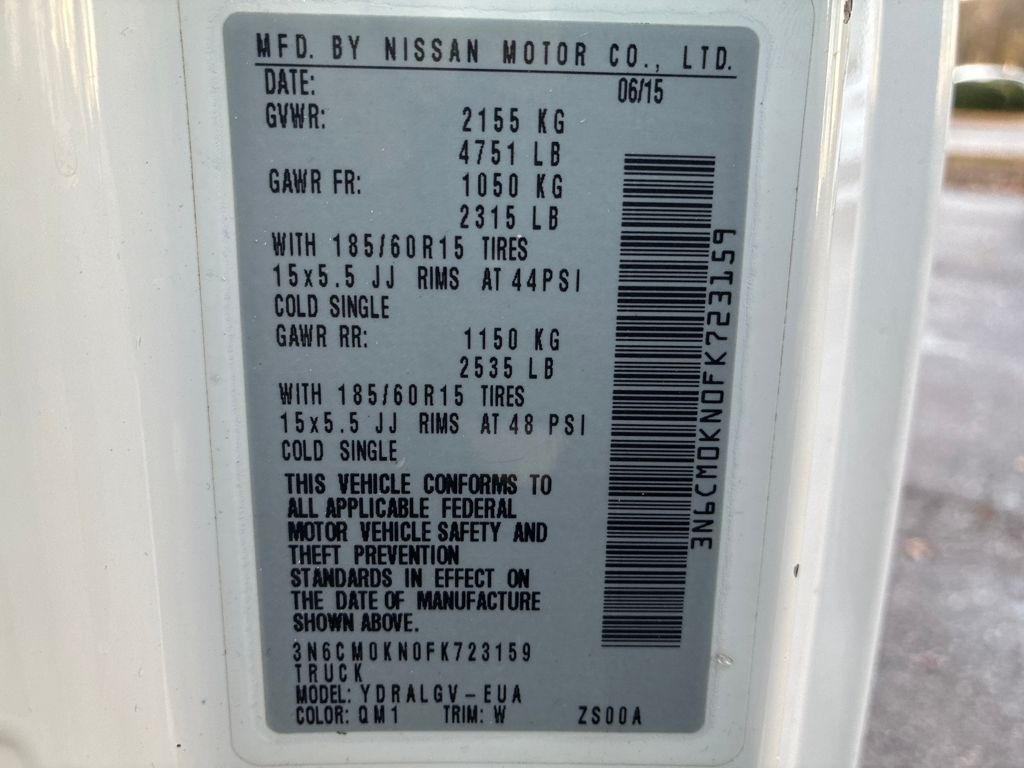 MFD. BY NISSAN MOTOR CO., LTD.
DATE: 06/15
GVWR: 2155 KG
4751 LB
GAWR FR: 1050 KG
2315 LB
WITH 185/60R15 TIRES
15x5.5 JJ RIMS AT 44PSI
COLD SINGLE
GAWR RR: 1150 KG
2535 LB
WITH 185/60R15 TIRES
15x5.5 JJ RIMS AT 48 PSI
COLD SINGLE
THIS VEHICLE CONFORMS TO
ALL APPLICABLE FEDERAL
MOTOR VEHICLE SAFETY AND
THEFT PREVENTION
STANDARDS IN EFFECT ON
THE DATE OF MANUFACTURE
SHOWN ABOVE.
3N6CM0KN0FK723159
TRUCK
MODEL: YDRALGV-EUA
COLOR: QM1 TRIM: W ZS00A
3N6CM0KN0FK723159